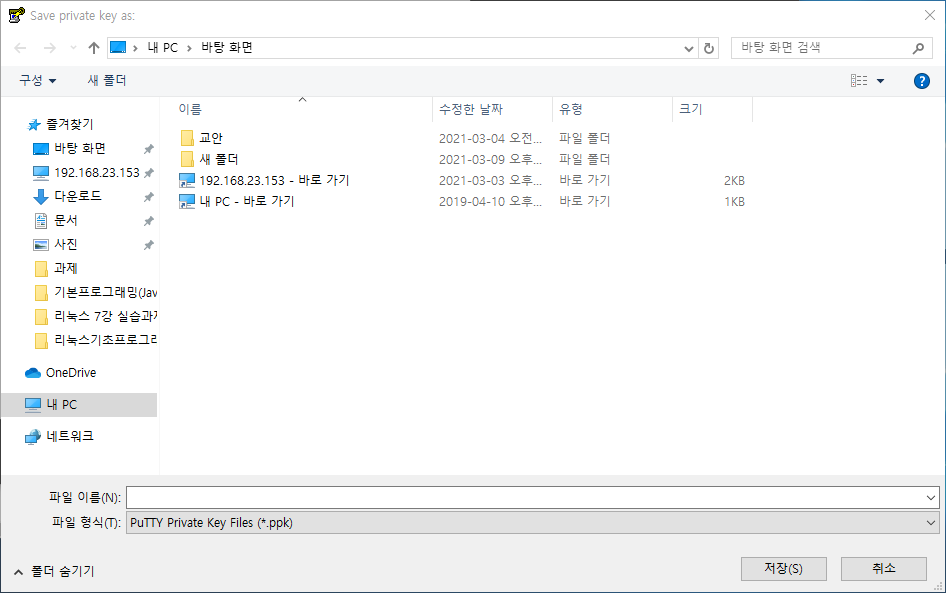 Save private key as:
내 PC › 바탕 화면
바탕 화면 검색
구성
새 폴더
이름
수정한 날짜
유형
크기
즐겨찾기
바탕 화면
192.168.23.153
다운로드
문서
사진
과제
기본프로그래밍(Jav
리눅스 7강 실습과제
리눅스기초프로그래
OneDrive
내 PC
네트워크
교안 2021-03-04 오전... 파일 폴더
새 폴더 2021-03-09 오후... 파일 폴더
192.168.23.153 - 바로 가기 2021-03-03 오후... 바로 가기 2KB
내 PC - 바로 가기 2019-04-10 오후... 바로 가기 1KB
파일 이름(N):
파일 형식(T): PuTTY Private Key Files (*.ppk)
폴더 숨기기
저장(S)
취소